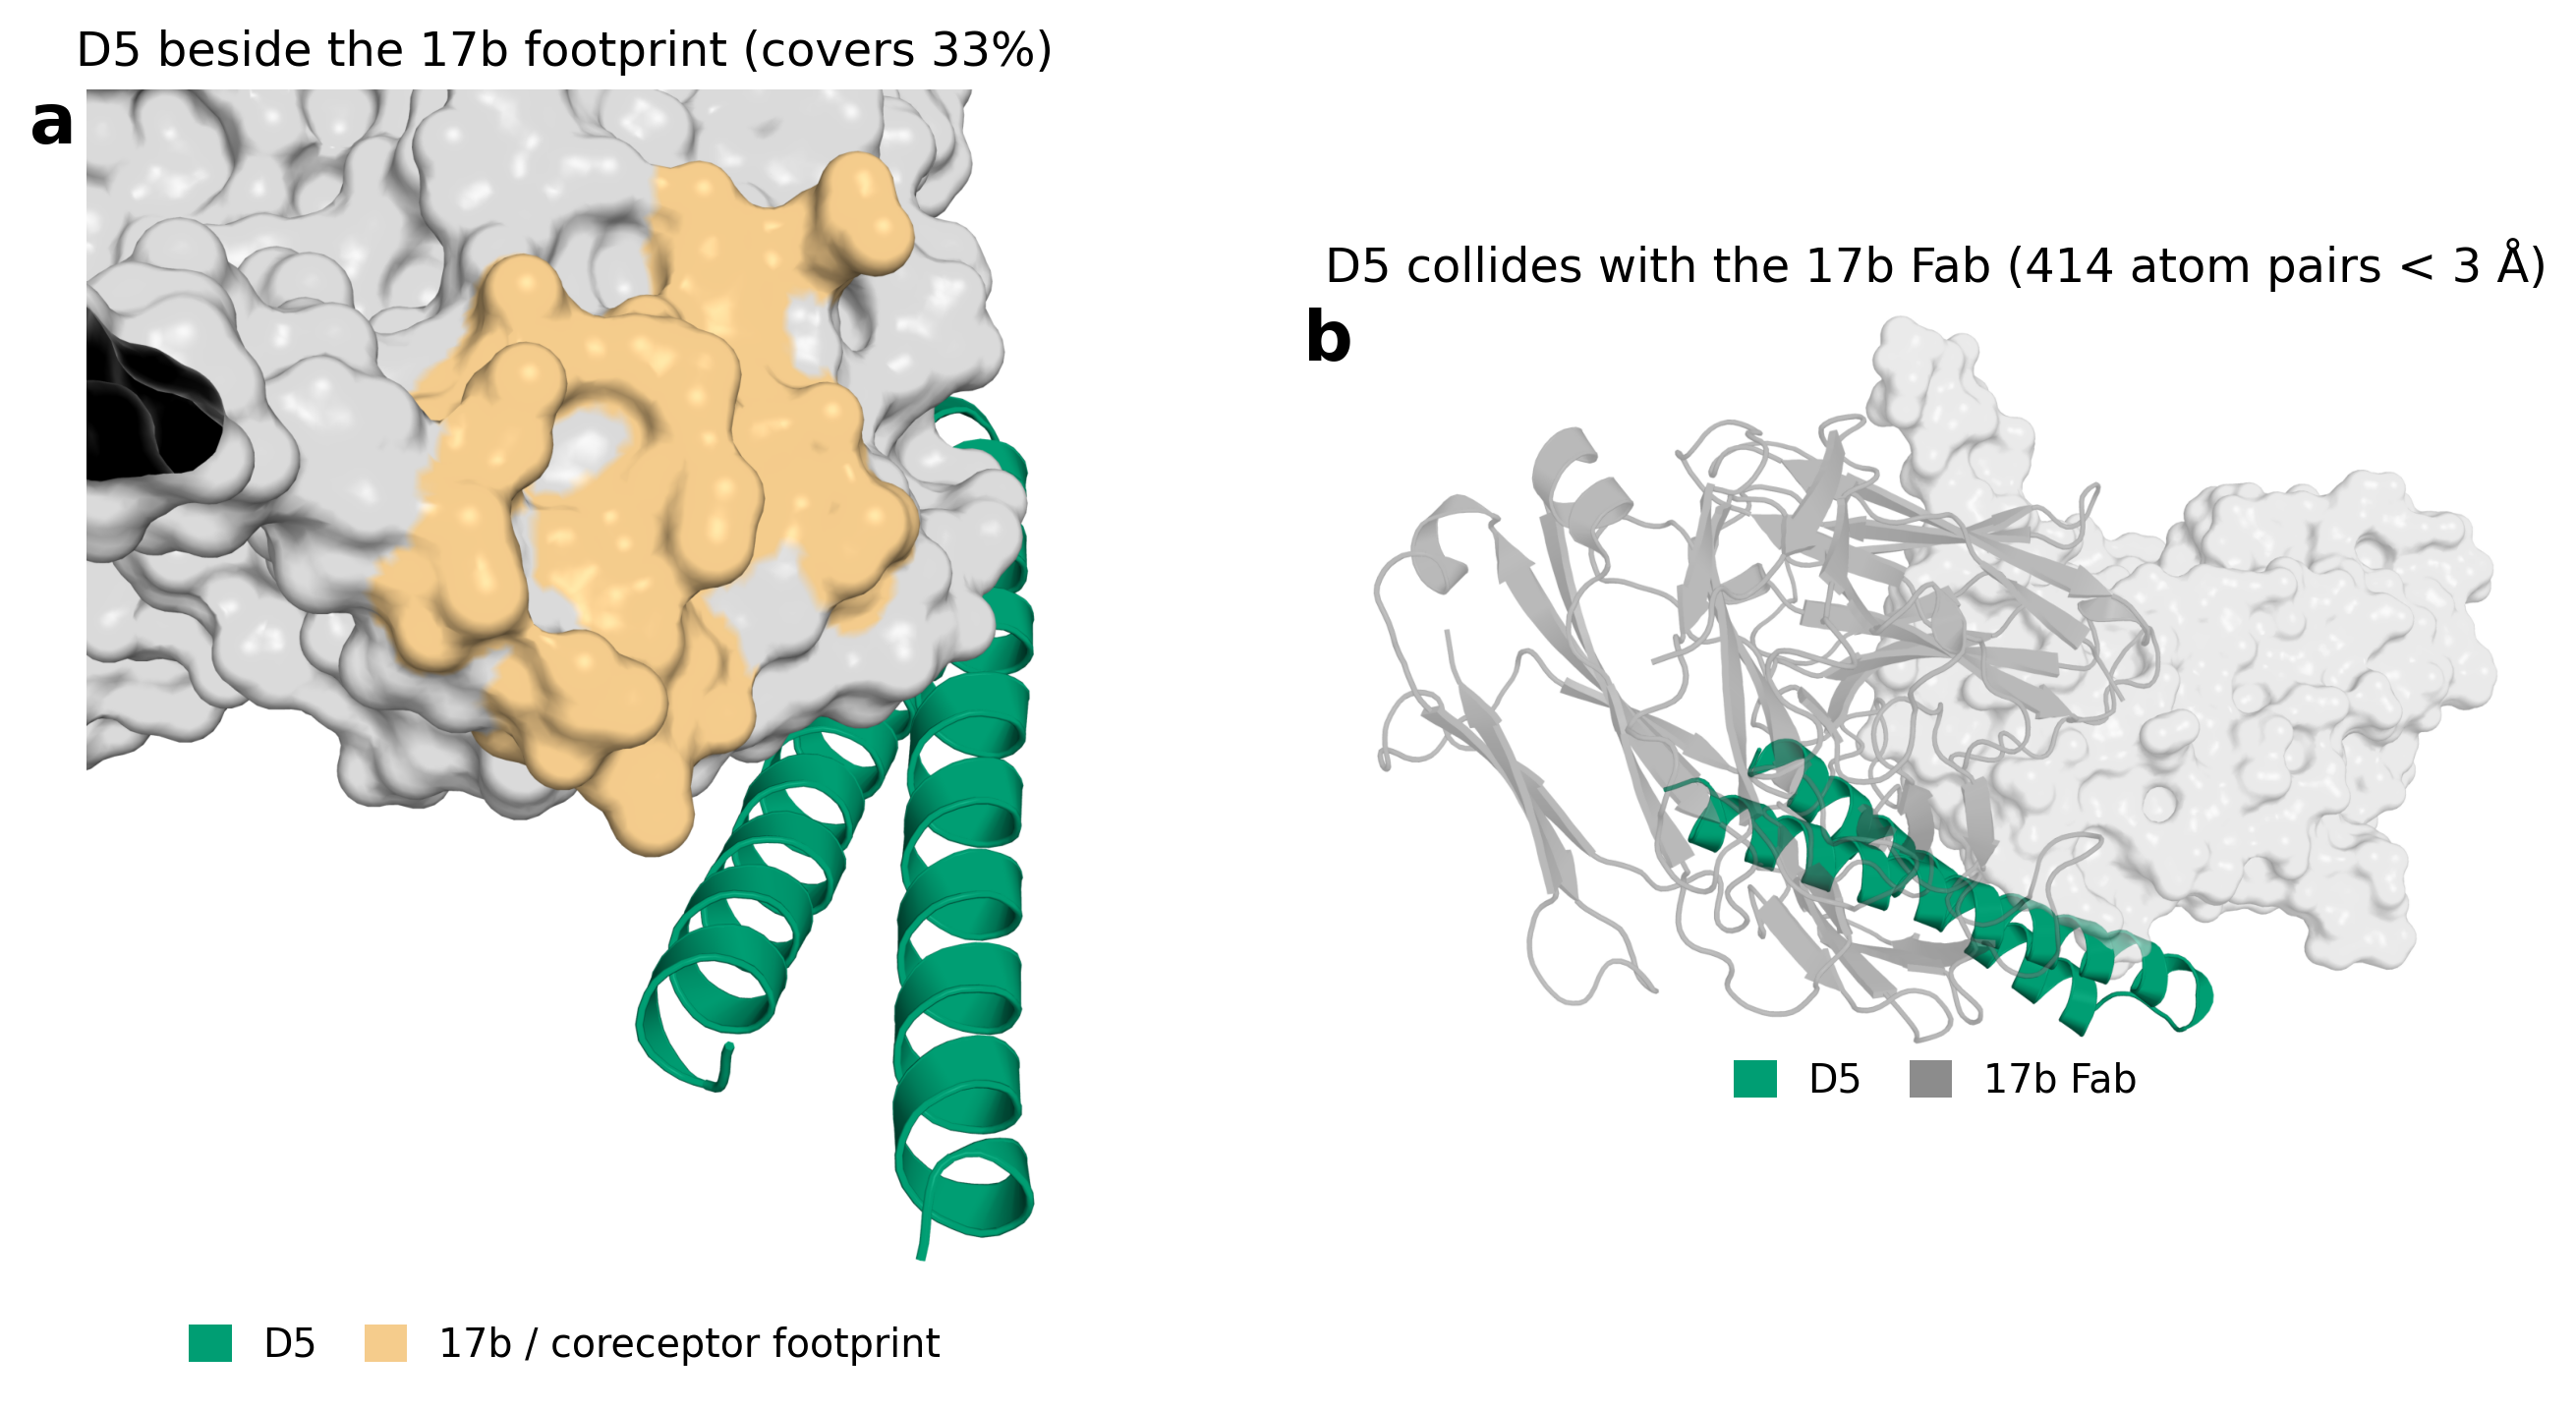 D5 beside the 17b footprint (covers 33%)
a
D5
17b / coreceptor footprint
D5 collides with the 17b Fab (414 atom pairs < 3 Å)
b
D5
17b Fab